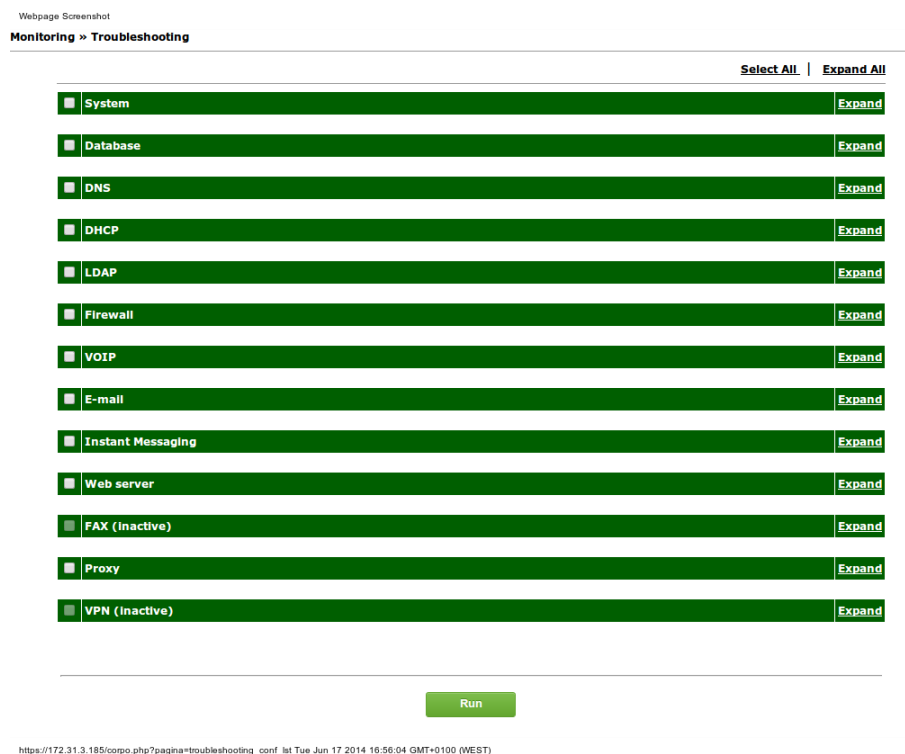 Webpage Screenshot
Monitoring » Troubleshooting
Select All | Expand All
System Expand
Database Expand
DNS Expand
DHCP Expand
LDAP Expand
Firewall Expand
VOIP Expand
E-mail Expand
Instant Messaging Expand
Web server Expand
FAX (inactive) Expand
Proxy Expand
VPN (inactive) Expand
Run
https://172.31.3.185/corpo.php?pagina=troubleshooting_conf_lst Tue Jun 17 2014 16:56:04 GMT+0100 (WEST)